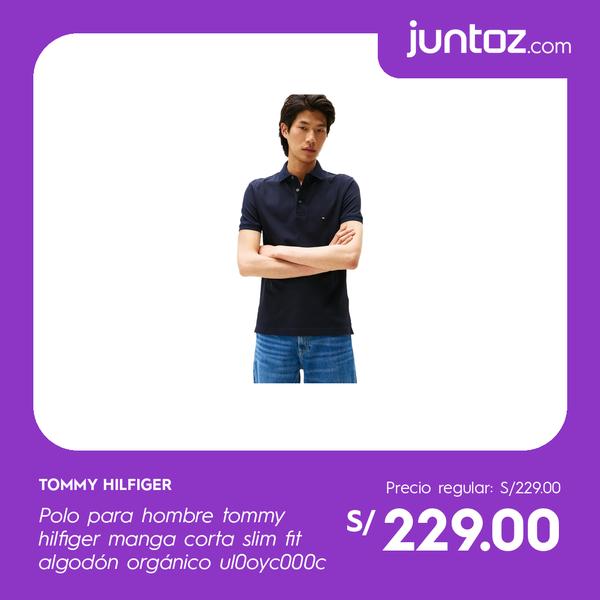 juntoz.com
TOMMY HILFIGER
Polo para hombre tommy
hilfiger manga corta slim fit
algodón orgánico ul0oyc000c
Precio regular: S/229.00
S/ 229.00